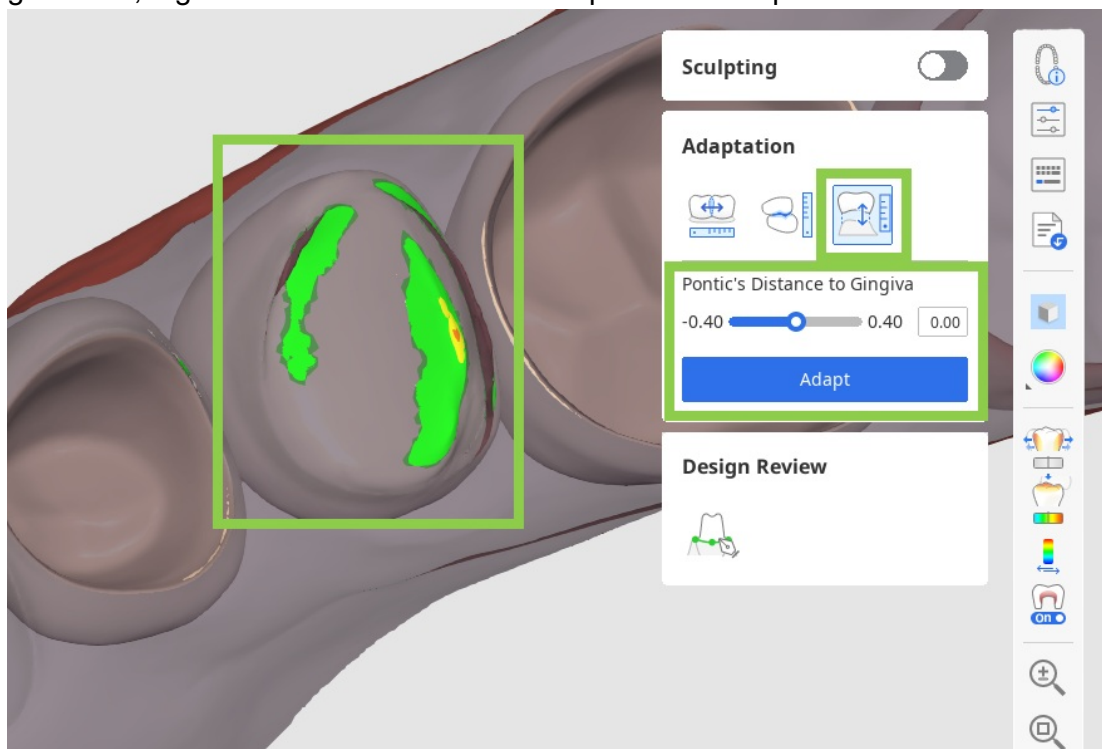 Sculpting
Adaptation
Pontic's Distance to Gingiva
-0.40 0.40 0.00
Adapt
Design Review
On